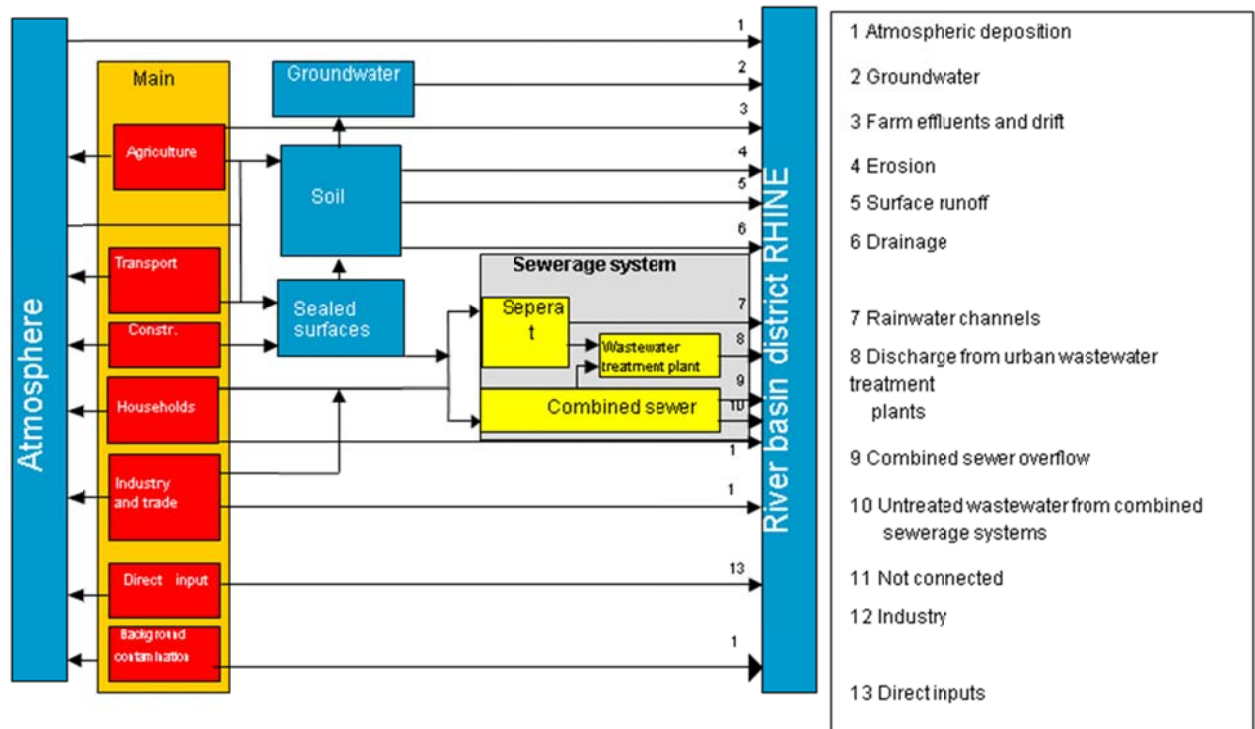 Atmosphere
Main
Agriculture
Transport
Constr.
Households
Industry
and trade
Direct input
Background
contamination
Groundwater
Soil
Sealed
surfaces
Sewerage system
Seperat
t
Wastewater
treatment plant
Combined sewer
1
2
3
4
5
6
7
8
9
10
1
1
13
1
River basin district RHINE
1 Atmospheric deposition
2 Groundwater
3 Farm effluents and drift
4 Erosion
5 Surface runoff
6 Drainage
7 Rainwater channels
8 Discharge from urban wastewater
treatment
plants
9 Combined sewer overflow
10 Untreated wastewater from combined
sewerage systems
11 Not connected
12 Industry
13 Direct inputs